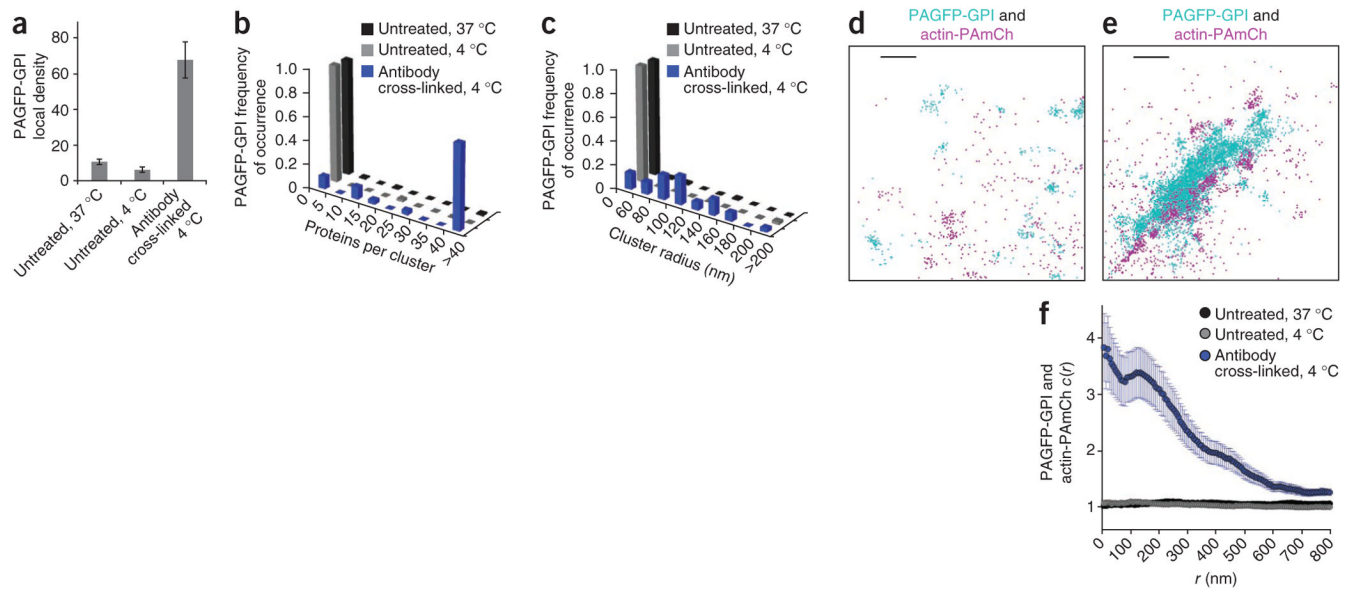 a
PAGFP-GPI
local density
80
60
40
20
0
Untreated, 37 °C
Untreated, 4 °C
Antibody
cross-linked
4 °C
b
Untreated, 37 °C
Untreated, 4 °C
Antibody
cross-linked, 4 °C
PAGFP-GPI frequency
of occurrence
1.0
0.8
0.6
0.4
0.2
0
0
5
10
15
20
25
30
35
40
>40
Proteins per cluster
c
Untreated, 37 °C
Untreated, 4 °C
Antibody
cross-linked, 4 °C
PAGFP-GPI frequency
of occurrence
1.0
0.8
0.6
0.4
0.2
0
0
60
80
100
120
140
160
180
200
>200
Cluster radius (nm)
d
PAGFP-GPI and
actin-PAmCh
e
PAGFP-GPI and
actin-PAmCh
f
Untreated, 37 °C
Untreated, 4 °C
Antibody
cross-linked, 4 °C
PAGFP-GPI and
actin-PAmCh c(r)
4
3
2
1
0
100
200
300
400
500
600
700
800
r (nm)